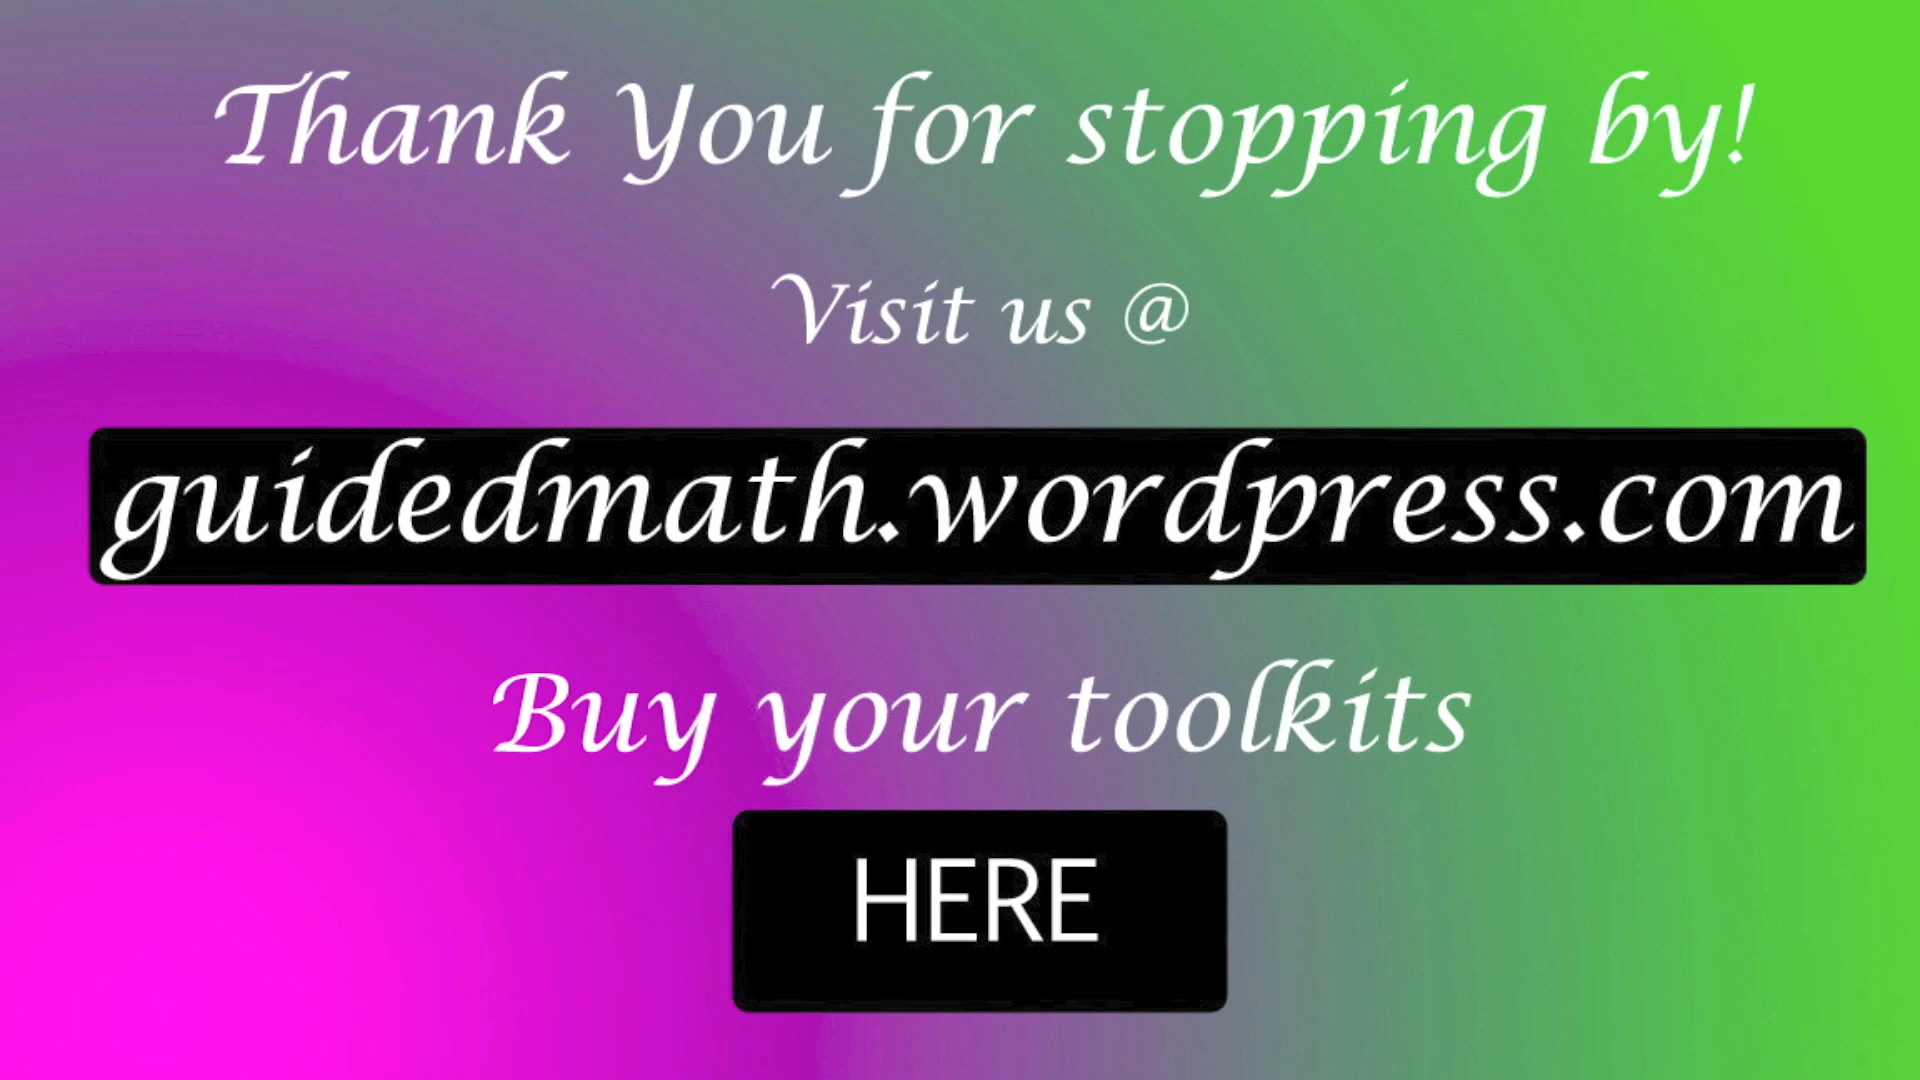 Thank You for stopping by!
Visit us @
guidedmath.wordpress.com
Buy your toolkits
HERE